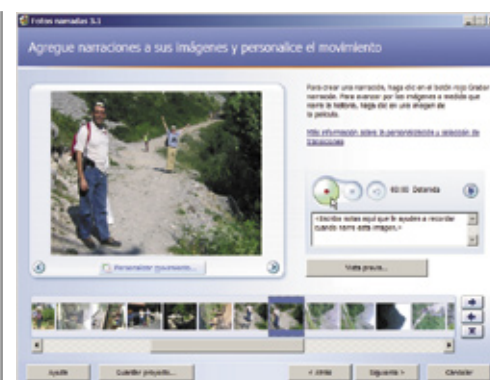 Fotos narradas 3.1
Agregue narraciones a sus imágenes y personalice el movimiento
Para crear una narración, haga clic en el botón rojo Grabar
narración. Para avanzar por las imágenes a medida que
narra la historia, haga clic en una imagen de
la película.
Más información sobre la personalización y selección de
transiciones
00:00 Detenida
<Escriba notas aquí que le ayuden a recordar
cuando narre esta imagen.>
Personalizar movimiento...
Vista previa...
Ayuda
Guardar proyecto...
< Atrás
Siguiente >
Cancelar